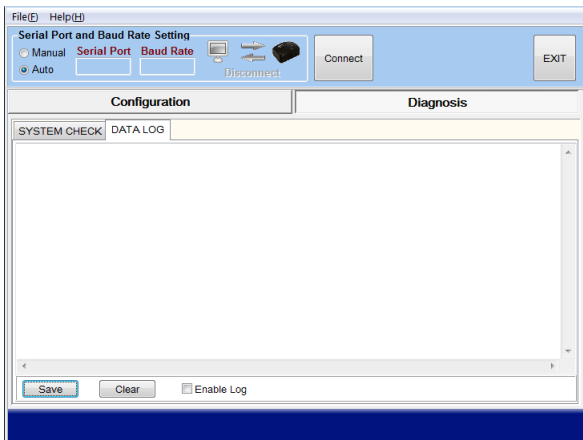 File(F) Help(H)
Serial Port and Baud Rate Setting
Manual Serial Port Baud Rate
Auto
Disconnect
Connect
EXIT
Configuration
Diagnosis
SYSTEM CHECK DATA LOG
Save Clear Enable Log